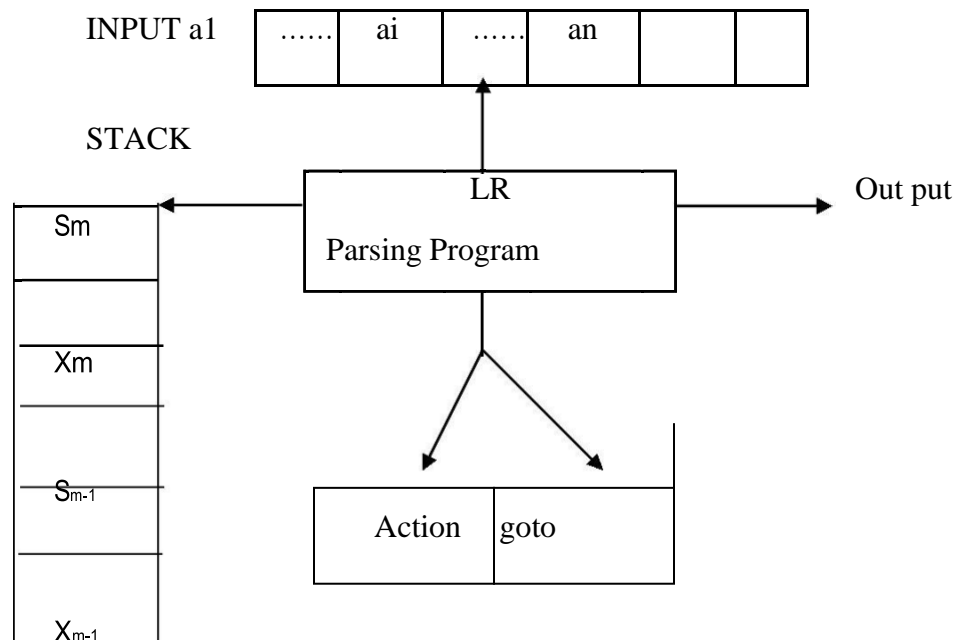 INPUT a1 …… ai …… an
STACK
LR
Out put
Parsing Program
Sm
Xm
Sm-1
Action goto
Xm-1